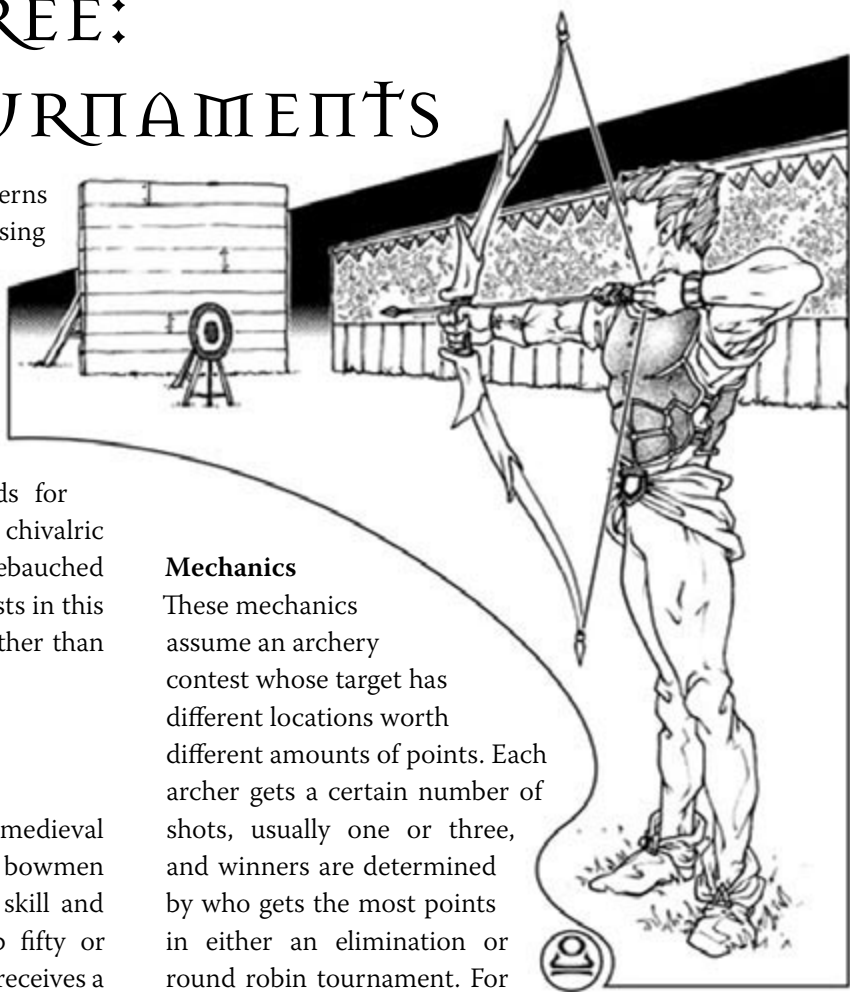 REE:
URNAMENTS
erns
sing
ds for
chivalric
ebauched
sts in this
ther than
medieval
bowmen
skill and
o fifty or
receives a
Mechanics
These mechanics
assume an archery
contest whose target has
different locations worth
different amounts of points. Each
archer gets a certain number of
shots, usually one or three,
and winners are determined
by who gets the most points
in either an elimination or
round robin tournament. For